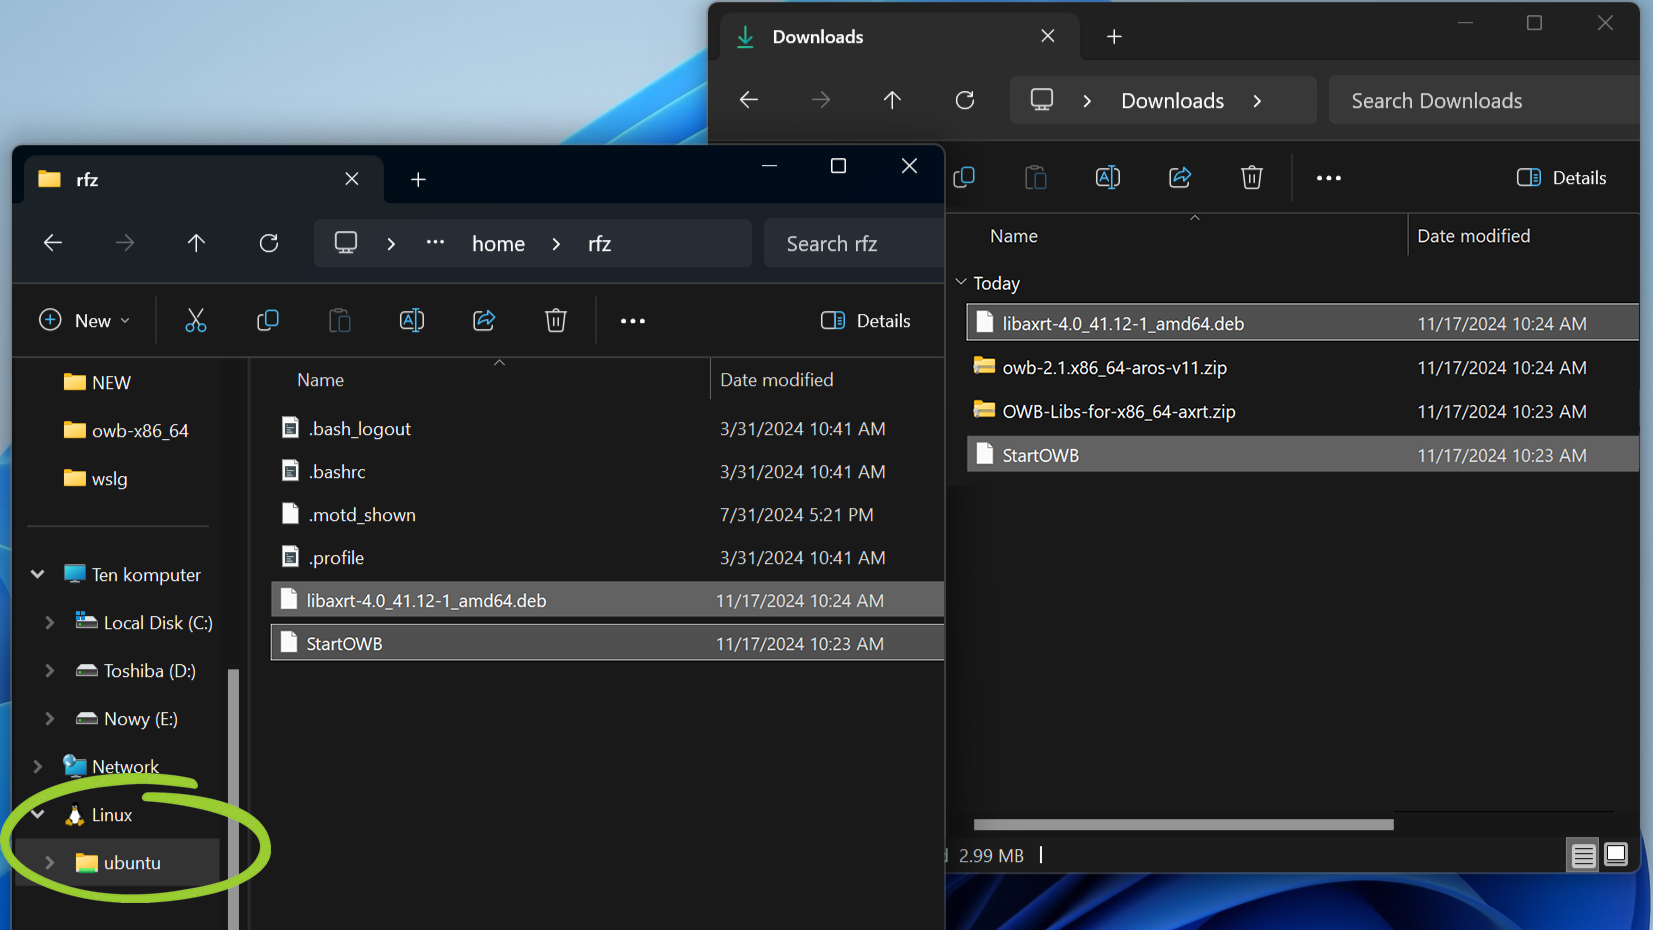 Downloads
Downloads
Search Downloads
Details
Name
Date modified
Today
libaxrt-4.0_41.12-1_amd64.deb 11/17/2024 10:24 AM
owb-2.1.x86_64-aros-v11.zip 11/17/2024 10:24 AM
OWB-Libs-for-x86_64-axrt.zip 11/17/2024 10:23 AM
StartOWB 11/17/2024 10:23 AM
2.99 MB
rfz
home rfz
Search rfz
New
Details
NEW
owb-x86_64
wslg
Ten komputer
Local Disk (C:)
Toshiba (D:)
Nowy (E:)
Network
Linux
ubuntu
Name
Date modified
.bash_logout 3/31/2024 10:41 AM
.bashrc 3/31/2024 10:41 AM
.motd_shown 7/31/2024 5:21 PM
.profile 3/31/2024 10:41 AM
libaxrt-4.0_41.12-1_amd64.deb 11/17/2024 10:24 AM
StartOWB 11/17/2024 10:23 AM